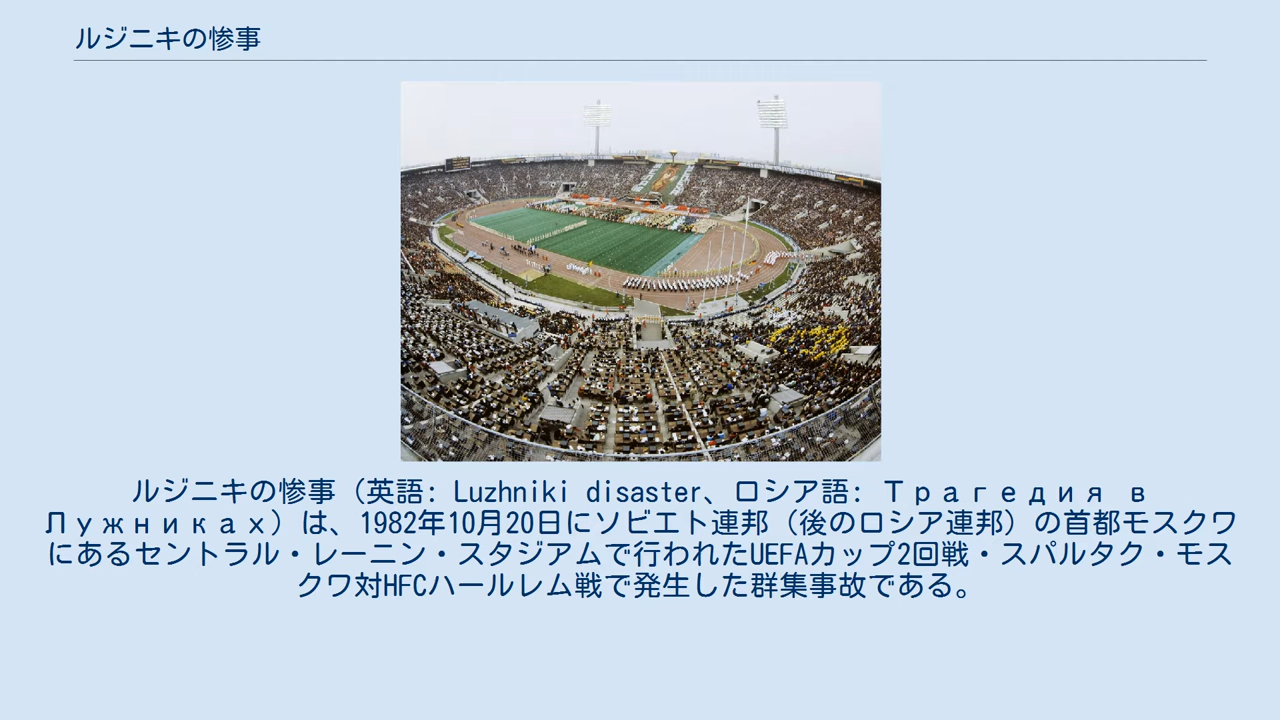 ルジニキの惨事
ルジニキの惨事（英語: Luzhniki disaster、ロシア語: Трагедия в
Лужниках）は、1982年10月20日にソビエト連邦（後のロシア連邦）の首都モスクワ
にあるセントラル・レーニン・スタジアムで行われたUEFAカップ2回戦・スパルタク・モス
クワ対HFCハールレム戦で発生した群集事故である。